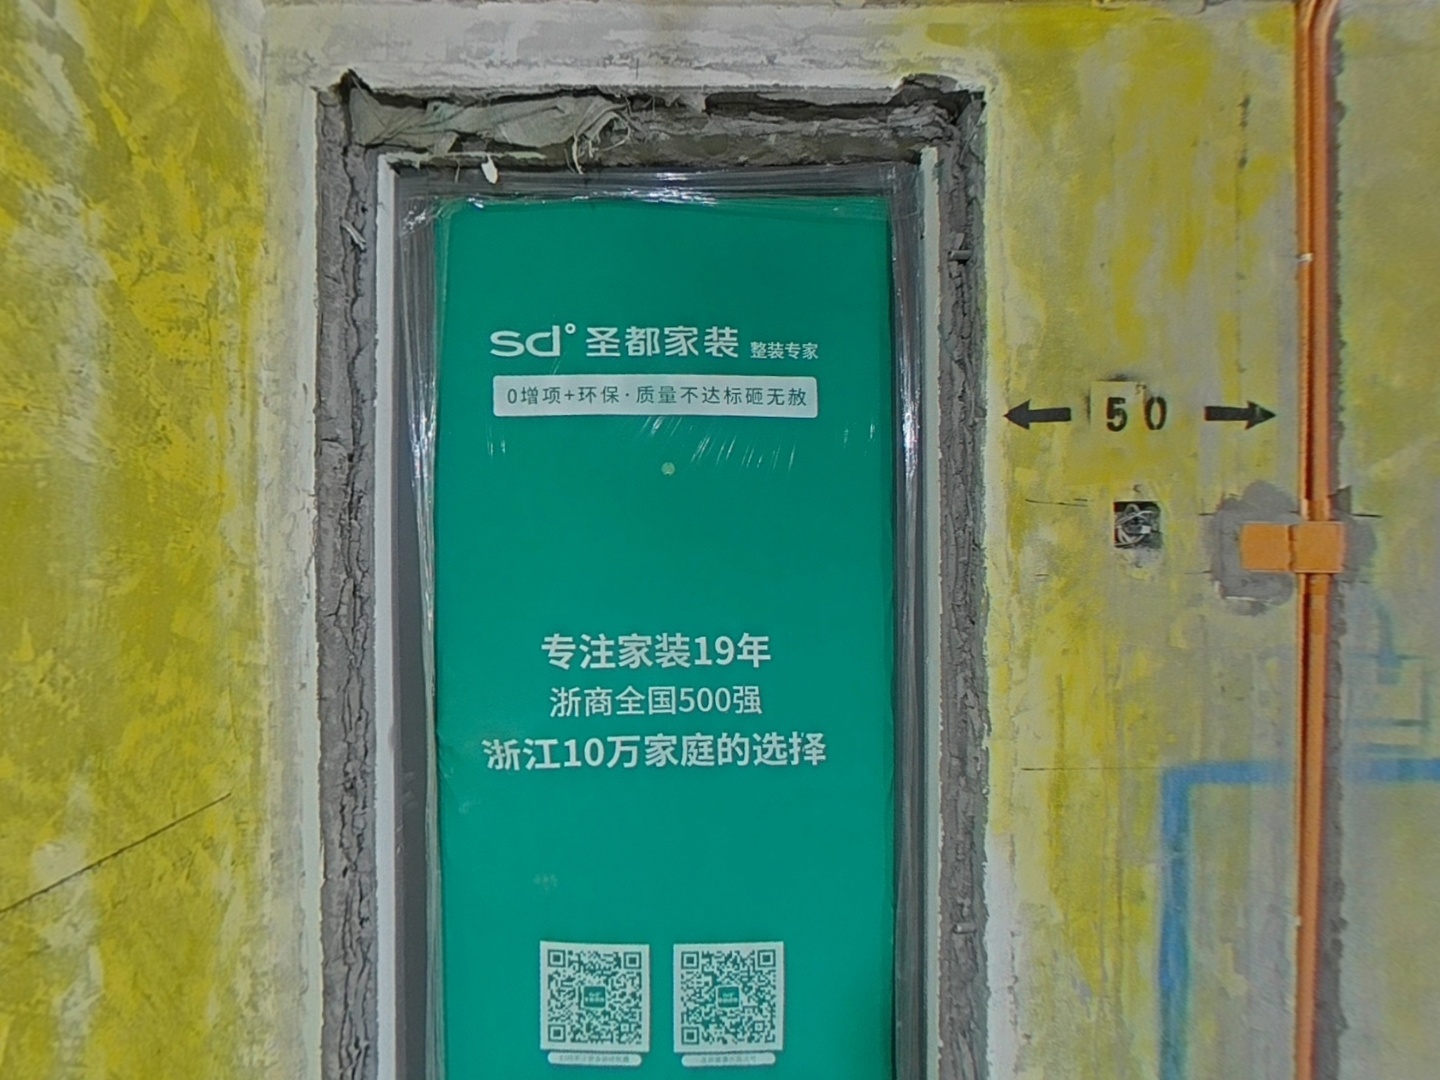 sd° 圣都家装 整装专家
0增项+环保·质量不达标砸无赦
50
专注家装19年
浙商全国500强
浙江10万家庭的选择